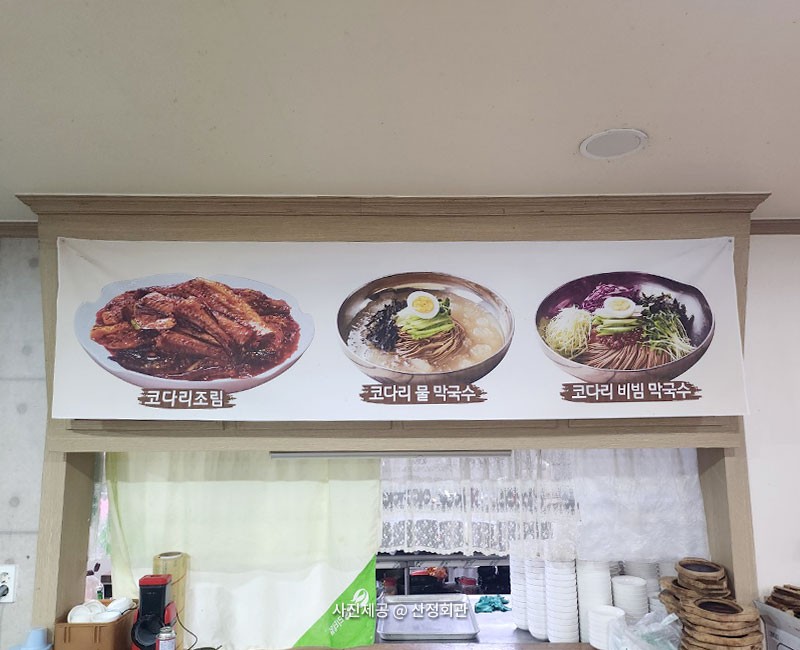 코다리조림
코다리 물 막국수
코다리 비빔 막국수
사진제공 @ 산정회관